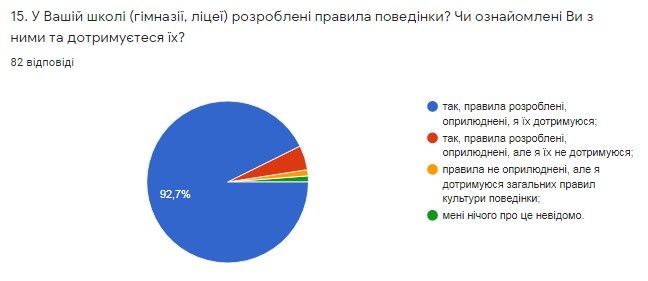 15. У Вашій школі (гімназії, ліцеї) розроблені правила поведінки? Чи ознайомлені Ви з
ними та дотримуєтеся їх?
82 відповіді
92,7%
так, правила розроблені,
оприлюднені, я їх дотримуюся;
так, правила розроблені,
оприлюднені, але я їх не дотримуюся;
правила не оприлюднені, але я
дотримуюся загальних правил
культури поведінки;
мені нічого про це невідомо.